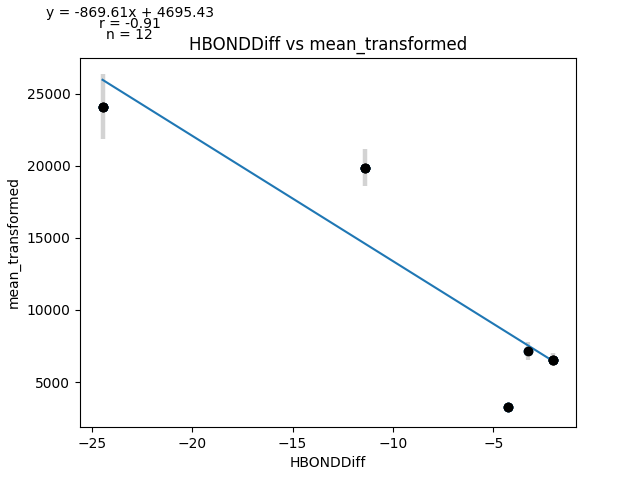 y = -869.61x + 4695.43
r = -0.91
n = 12
HBONDDiff vs mean_transformed
25000
20000
15000
10000
5000
mean_transformed
−25
−20
−15
−10
−5
HBONDDiff